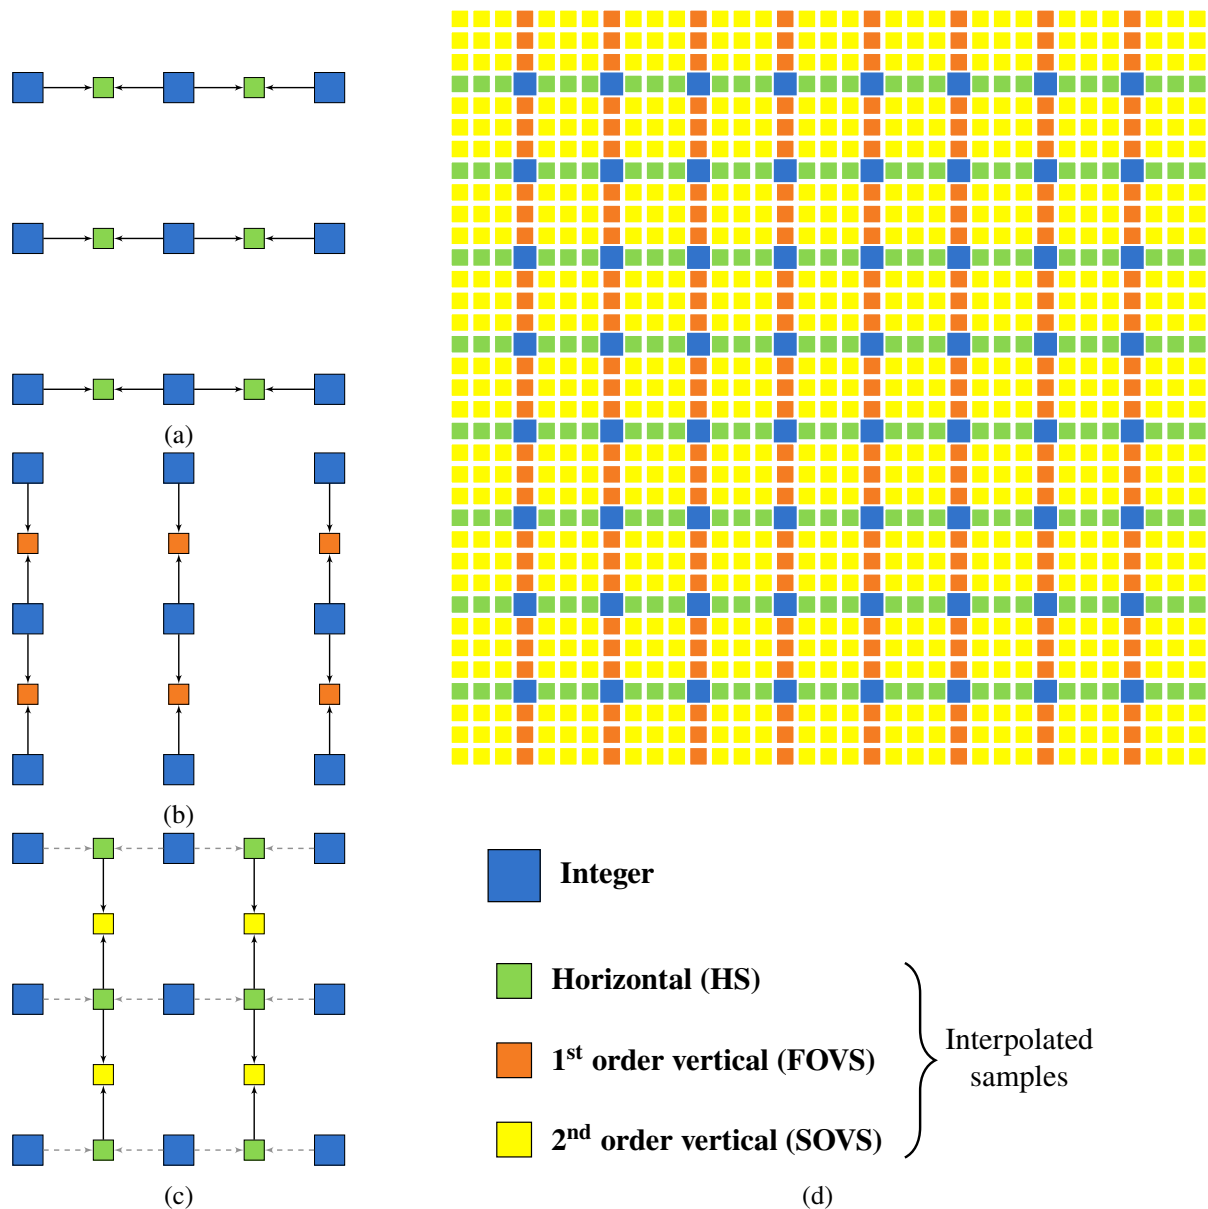 (a)
(b)
(c)
Integer
Horizontal (HS)
1st order vertical (FOVS)
2nd order vertical (SOVS)
Interpolated
samples
(d)